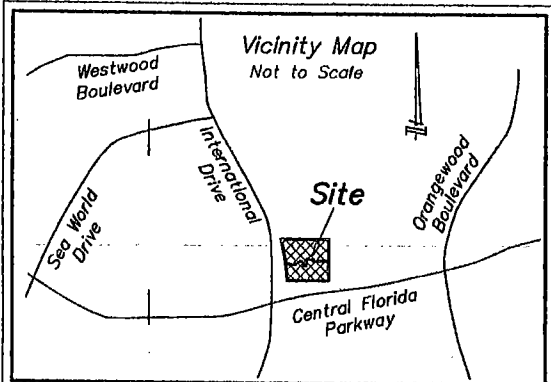 Vicinity Map
Not to Scale
Westwood
Boulevard
International
Drive
Orangewood
Boulevard
Site
Sea World
Drive
Central Florida
Parkway